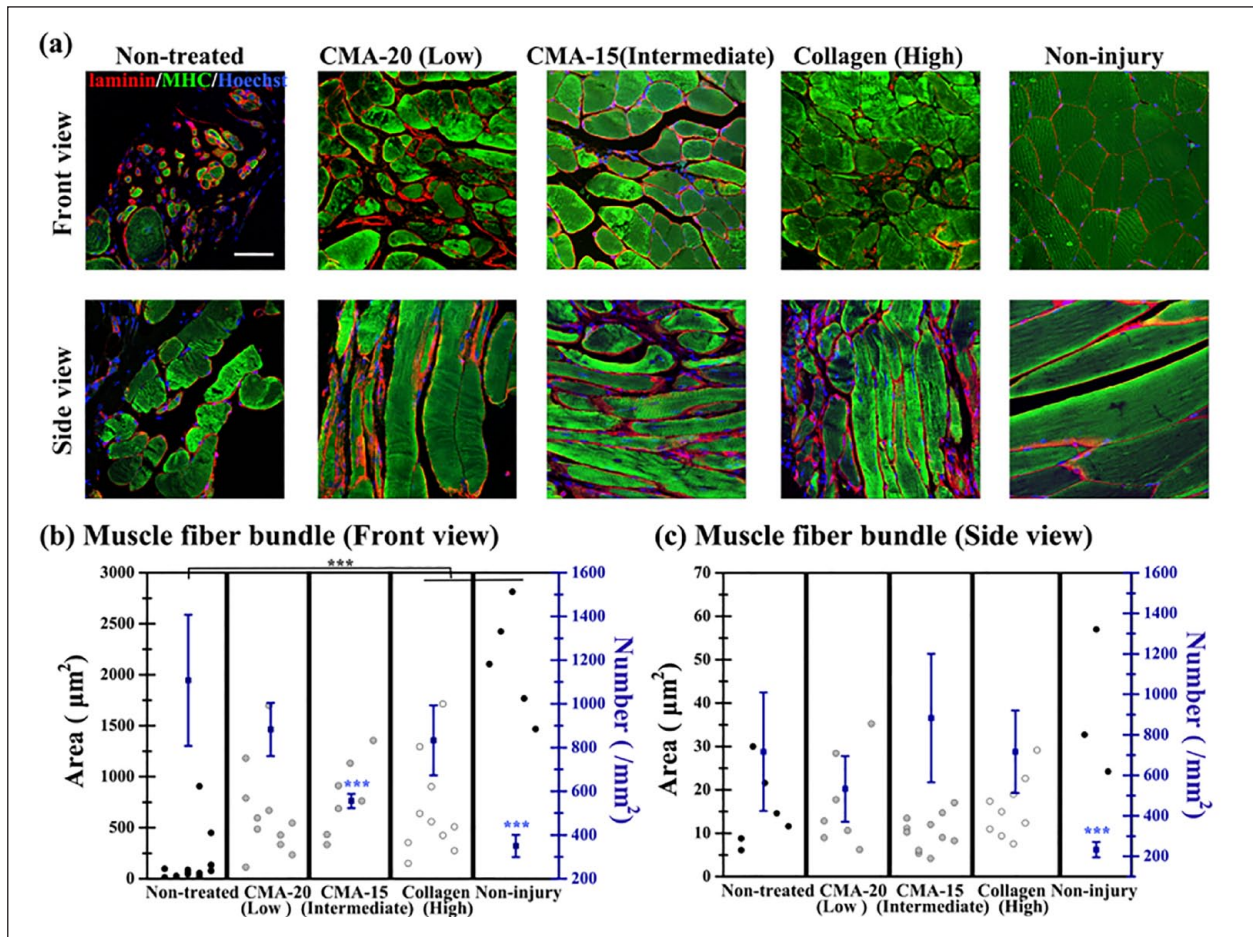 (a)
Non-treated CMA-20 (Low) CMA-15(Intermediate) Collagen (High) Non-injury
laminin/MHC/Hoechst
Front view
Side view
(b) Muscle fiber bundle (Front view)
***
3000
2500
2000
1500
1000
500
0
Area ( μm²)
1600
1400
1200
1000
800
600
400
200
Number ( /mm²)
***
***
Non-treated CMA-20 CMA-15 Collagen Non-injury
(Low ) (Intermediate) (High)
(c) Muscle fiber bundle (Side view)
70
60
50
40
30
20
10
0
Area ( μm²)
1600
1400
1200
1000
800
600
400
200
Number ( /mm²)
***
Non-treated CMA-20 CMA-15 Collagen Non-injury
(Low ) (Intermediate) (High)